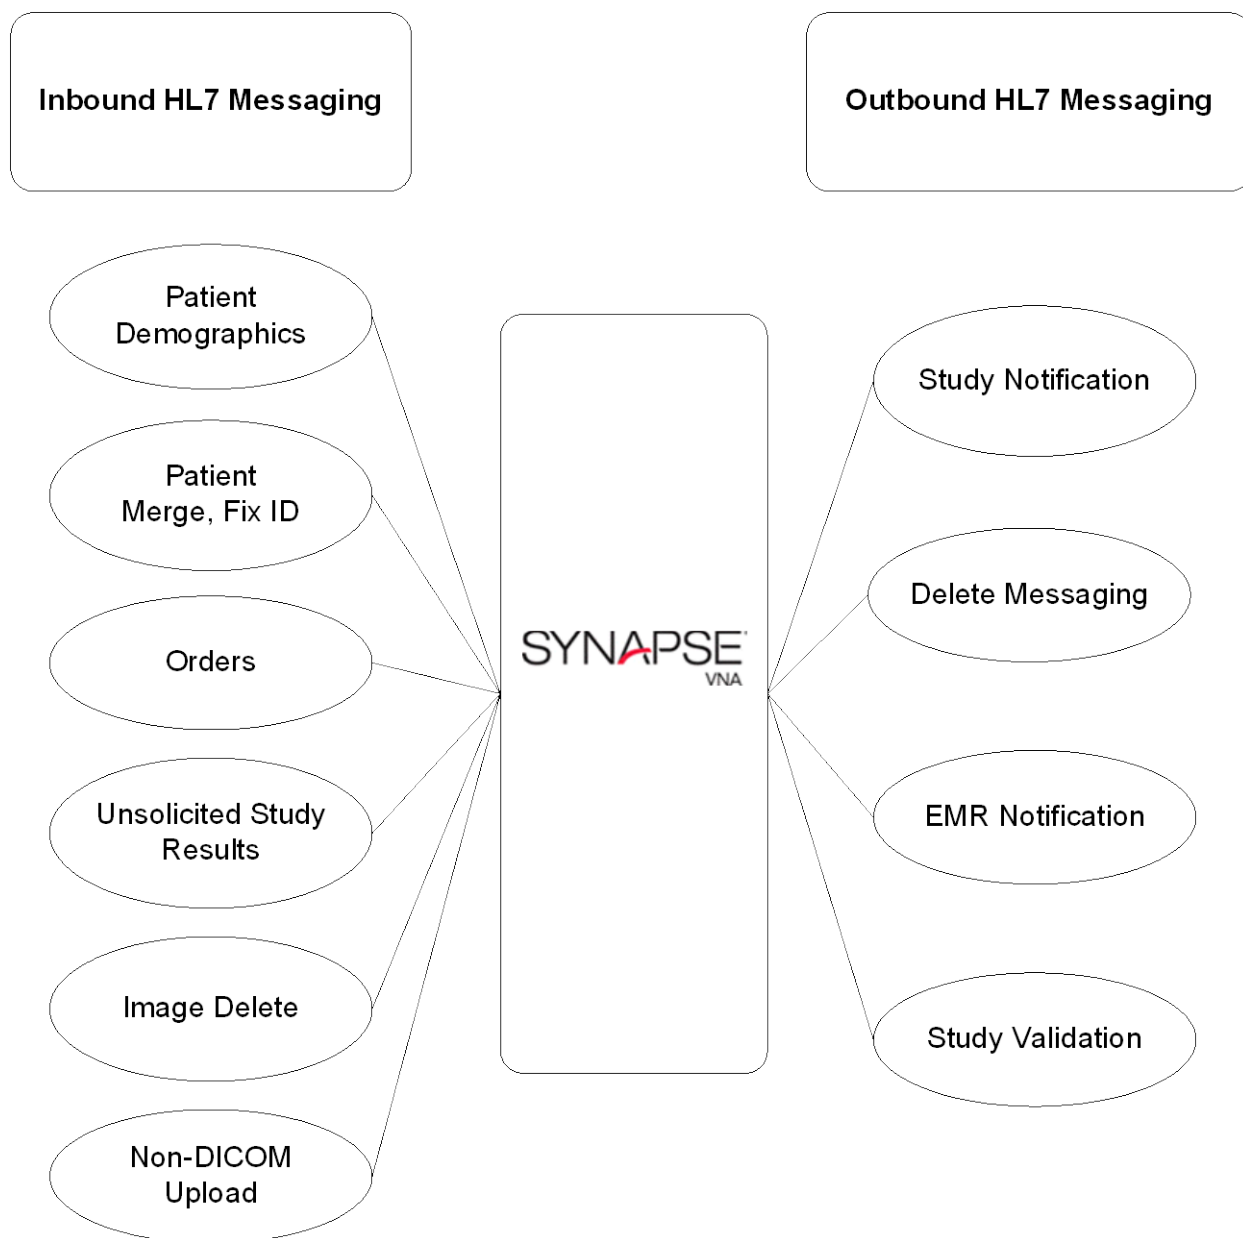 Inbound HL7 Messaging
Outbound HL7 Messaging
Patient
Demographics
Patient
Merge, Fix ID
Orders
Unsolicited Study
Results
Image Delete
Non-DICOM
Upload
SYNAPSE
VNA
Study Notification
Delete Messaging
EMR Notification
Study Validation